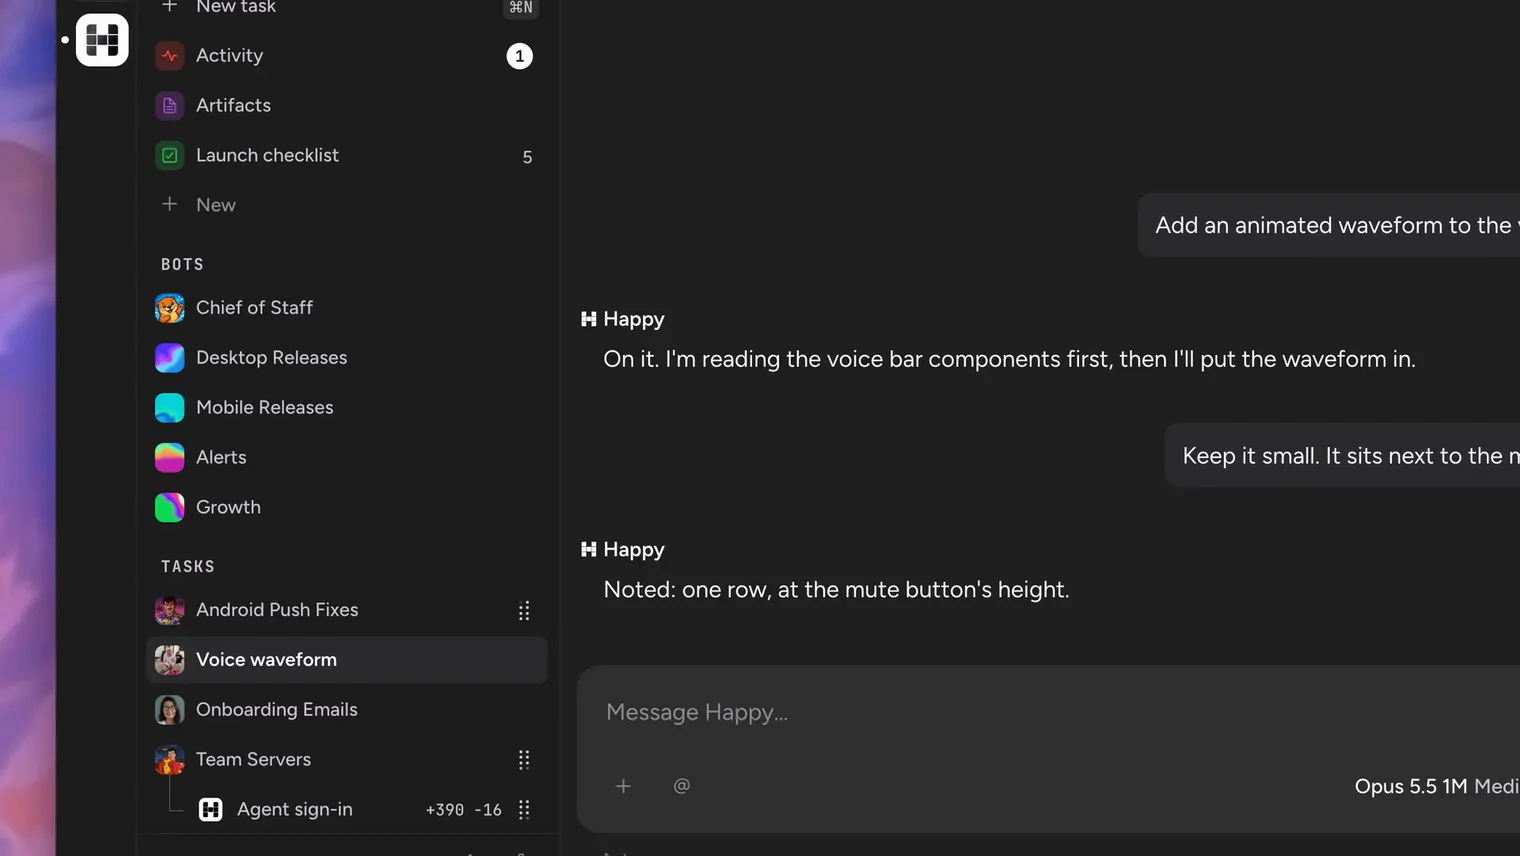 New task
⌘N
Activity
1
Artifacts
Launch checklist
5
New
BOTS
Chief of Staff
Desktop Releases
Mobile Releases
Alerts
Growth
TASKS
Android Push Fixes
Voice waveform
Onboarding Emails
Team Servers
Agent sign-in
+390 -16
Add an animated waveform to the
Happy
On it. I'm reading the voice bar components first, then I'll put the waveform in.
Keep it small. It sits next to the
Happy
Noted: one row, at the mute button's height.
Message Happy...
@
Opus 5.5 1M Medi